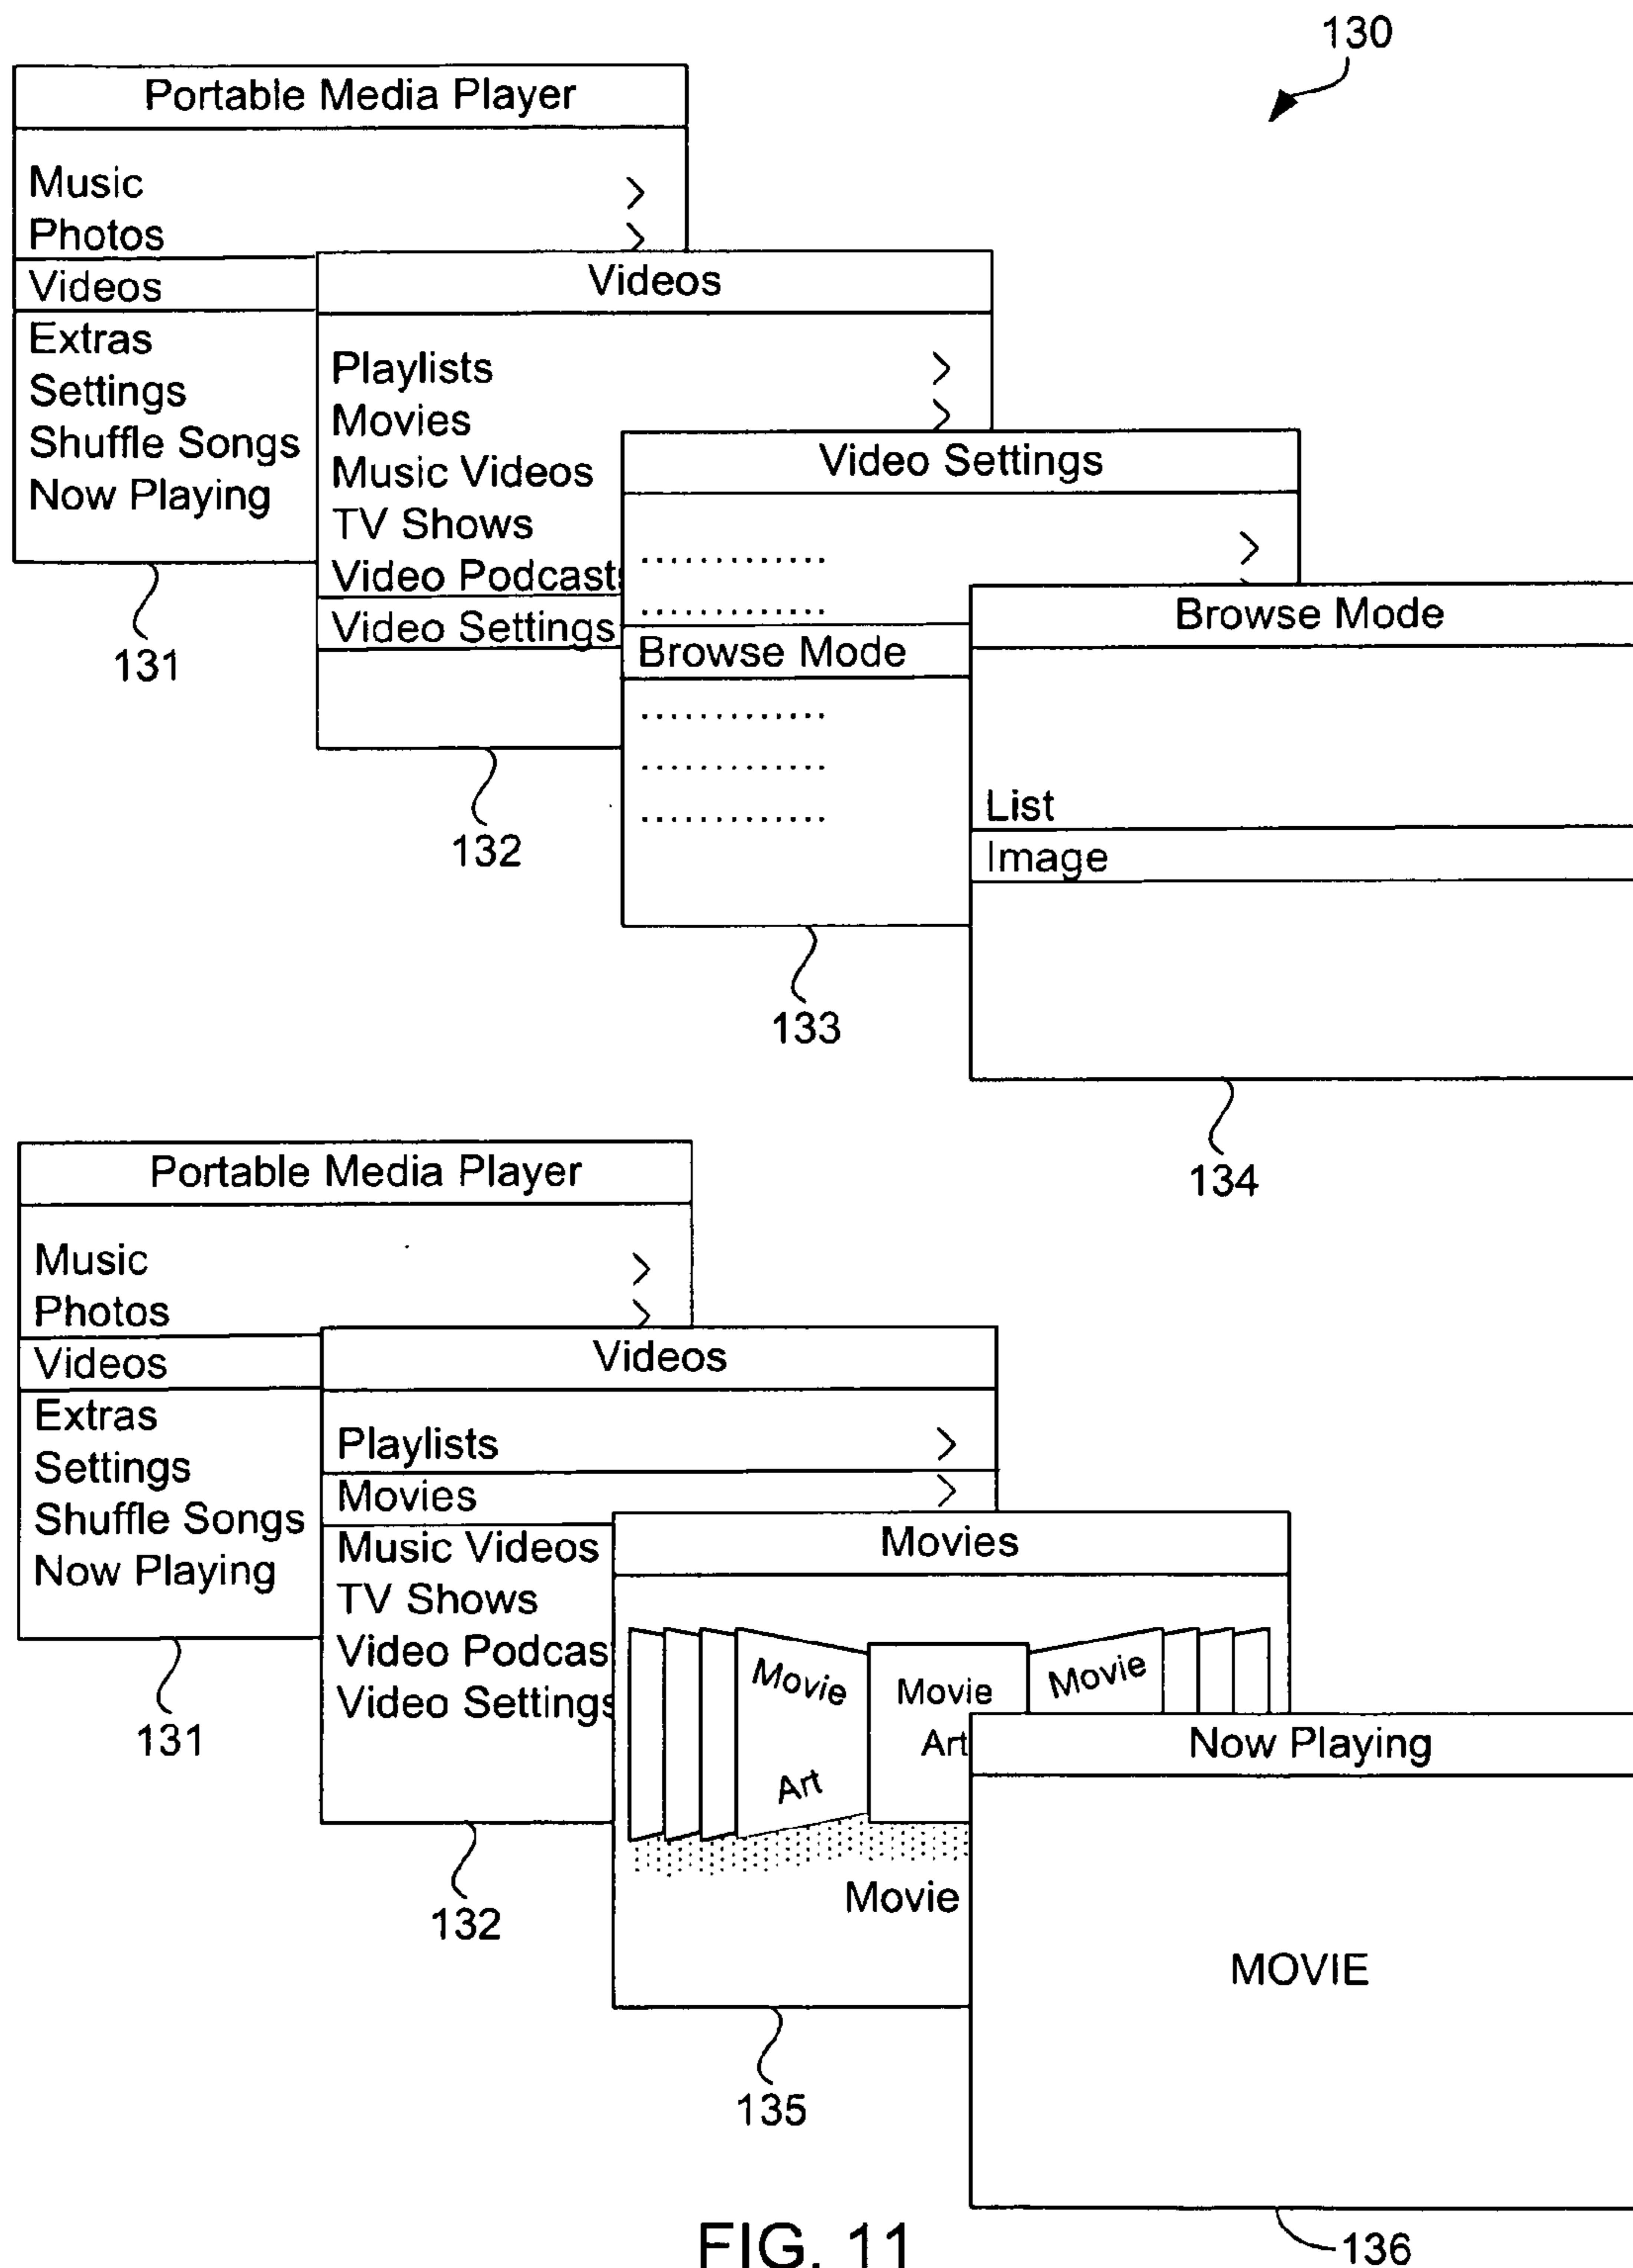 130
Portable Media Player
Music >
Photos >
Videos
Extras
Settings
Shuffle Songs
Now Playing
131
Videos
Playlists >
Movies >
Music Videos
TV Shows
Video Podcasts
Video Settings
132
Video Settings
............. >
.............
Browse Mode
.............
.............
.............
133
Browse Mode
List
Image
134
Portable Media Player
Music >
Photos >
Videos
Extras
Settings
Shuffle Songs
Now Playing
131
Videos
Playlists >
Movies >
Music Videos
TV Shows
Video Podcas
Video Settings
132
Movies
Movie
Art
Movie
Art
Movie
Movie
135
Now Playing
MOVIE
136
FIG. 11